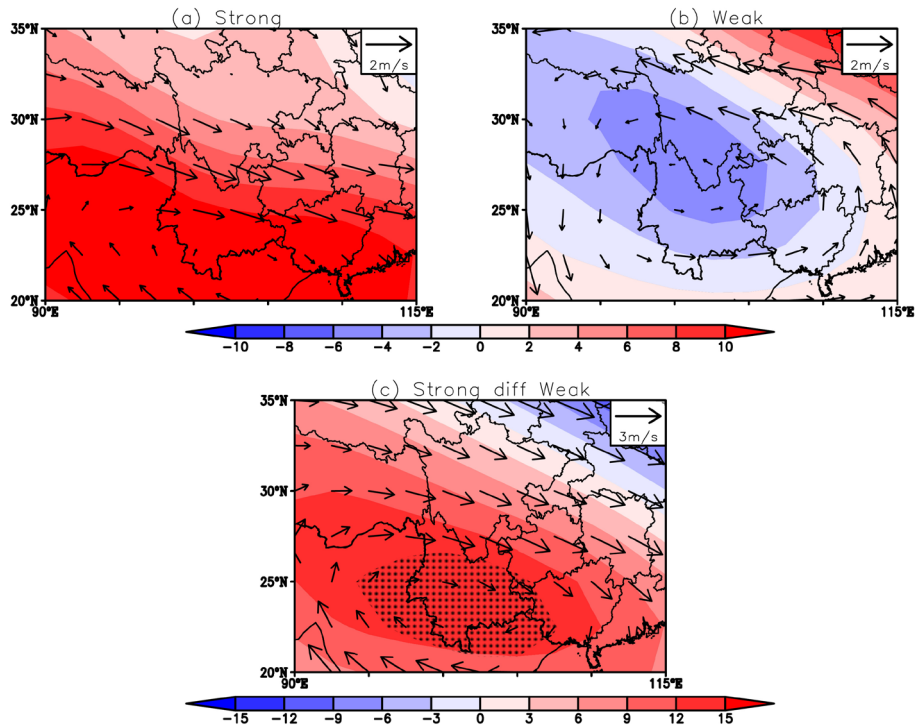 (a) Strong
(b) Weak
35°N
2m/s
30°N
25°N
20°N
90°E
115°E
35°N
2m/s
30°N
25°N
20°N
90°E
115°E
-10 -8 -6 -4 -2 0 2 4 6 8 10
(c) Strong diff Weak
35°N
3m/s
30°N
25°N
20°N
90°E
115°E
-15 -12 -9 -6 -3 0 3 6 9 12 15